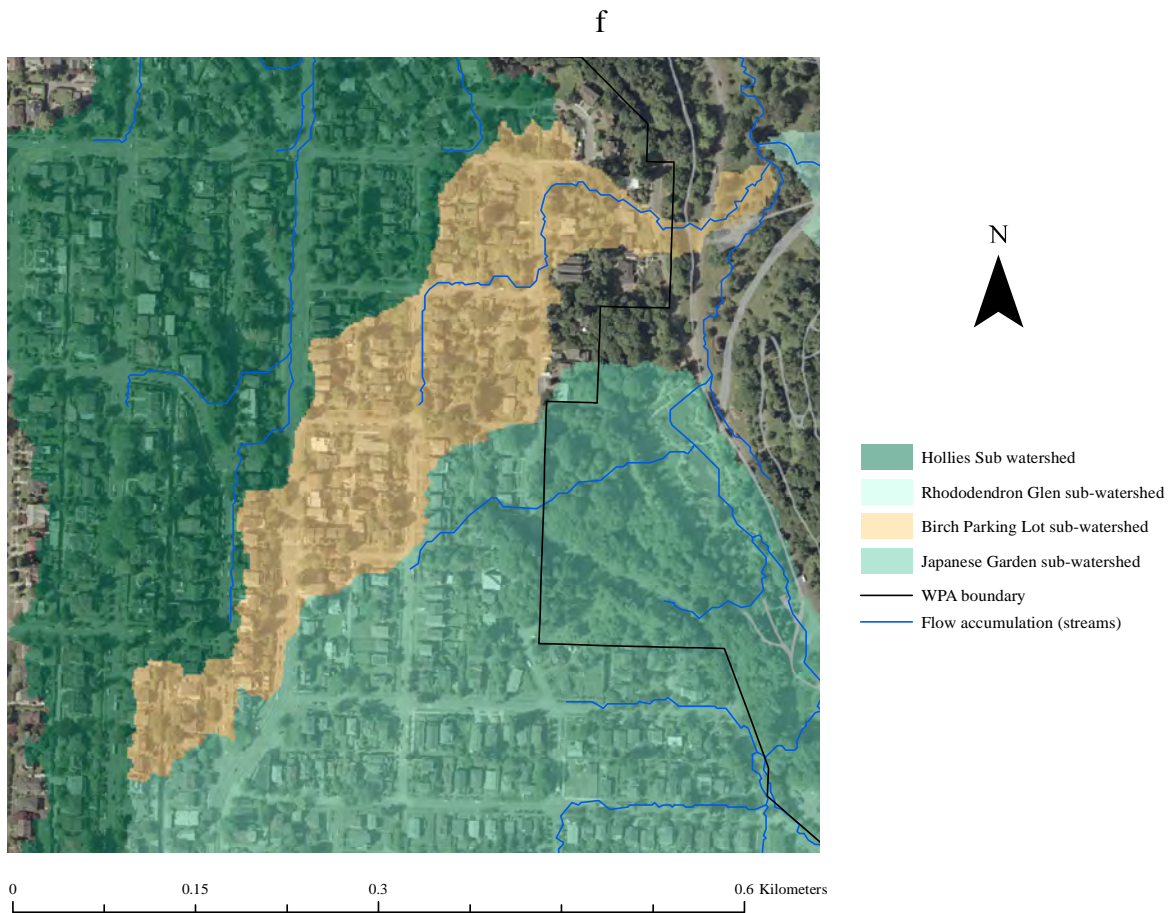 f
N
Hollies Sub watershed
Rhododendron Glen sub-watershed
Birch Parking Lot sub-watershed
Japanese Garden sub-watershed
WPA boundary
Flow accumulation (streams)
0 0.15 0.3 0.6 Kilometers